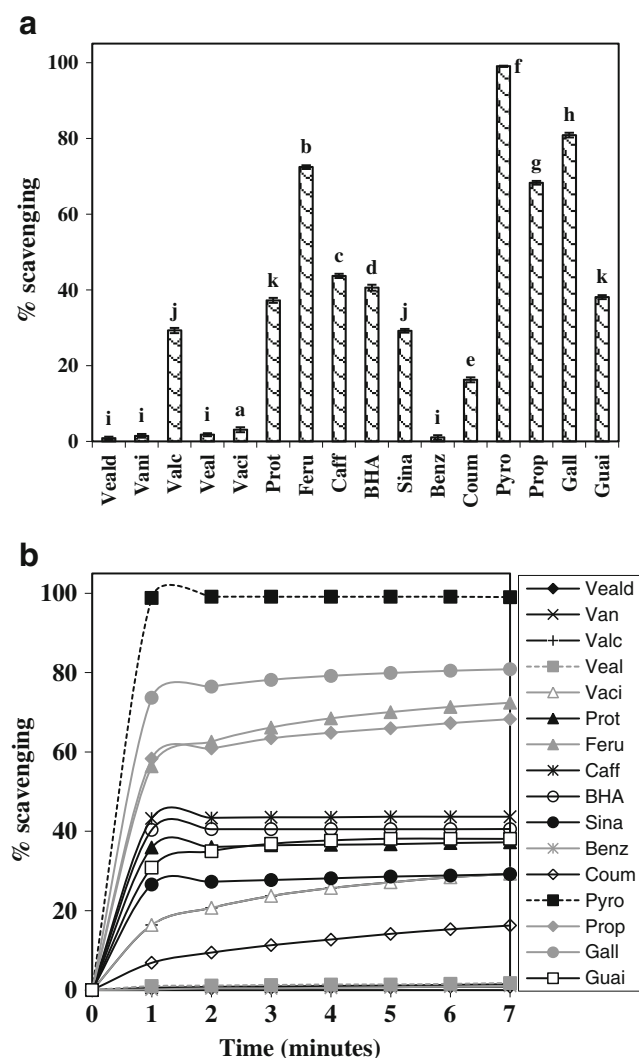 a
% scavenging
100
80
60
40
20
0
i
i
j
i
a
k
b
c
d
j
i
e
f
g
h
k
Veald
Vani
Valc
Veal
Vaci
Prot
Feru
Caff
BHA
Sina
Benz
Coum
Pyro
Prop
Gall
Guai
b
% scavenging
100
80
60
40
20
0
0 1 2 3 4 5 6 7
Time (minutes)
Veald
Van
Valc
Veal
Vaci
Prot
Feru
Caff
BHA
Sina
Benz
Coum
Pyro
Prop
Gall
Guai